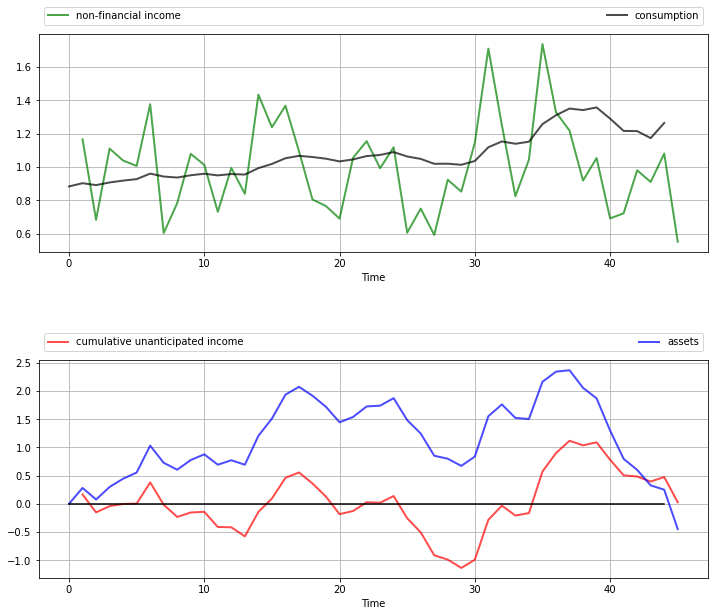 non-financial income consumption
1.6
1.4
1.2
1.0
0.8
0.6
0 10 20 30 40
Time
cumulative unanticipated income assets
2.5
2.0
1.5
1.0
0.5
0.0
−0.5
−1.0
0 10 20 30 40
Time